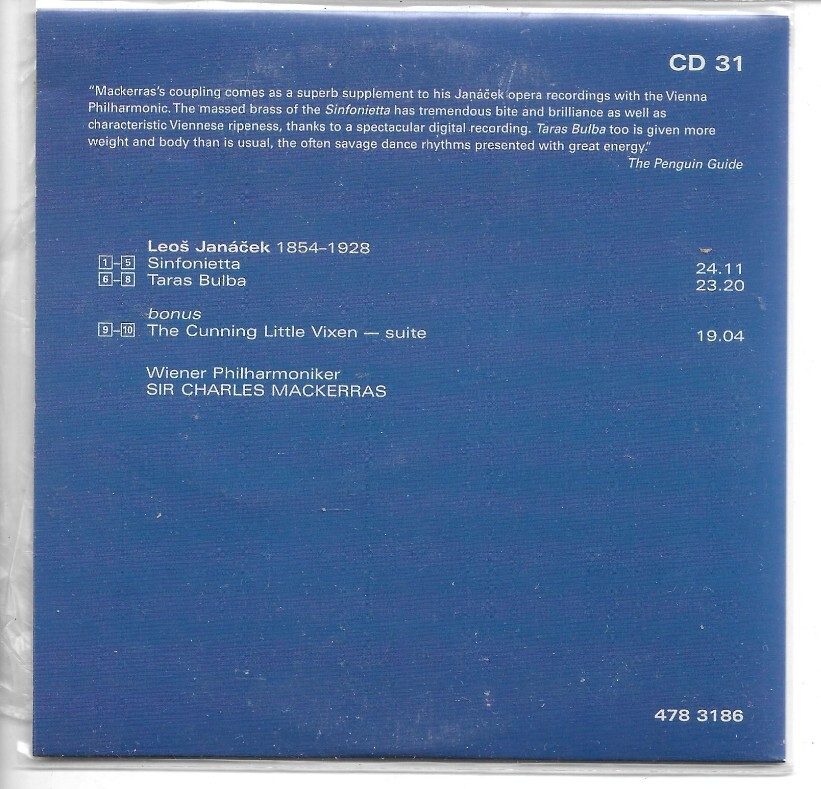 CD 31
"Mackerras's coupling comes as a superb supplement to his Janáček opera recordings with the Vienna
Philharmonic. The massed brass of the Sinfonietta has tremendous bite and brilliance as well as
characteristic Viennese ripeness, thanks to a spectacular digital recording. Taras Bulba too is given more
weight and body than is usual, the often savage dance rhythms presented with great energy."
The Penguin Guide
Leoš Janáček 1854–1928
1–5 Sinfonietta 24.11
6–8 Taras Bulba 23.20
bonus
9–10 The Cunning Little Vixen — suite 19.04
Wiener Philharmoniker
SIR CHARLES MACKERRAS
478 3186